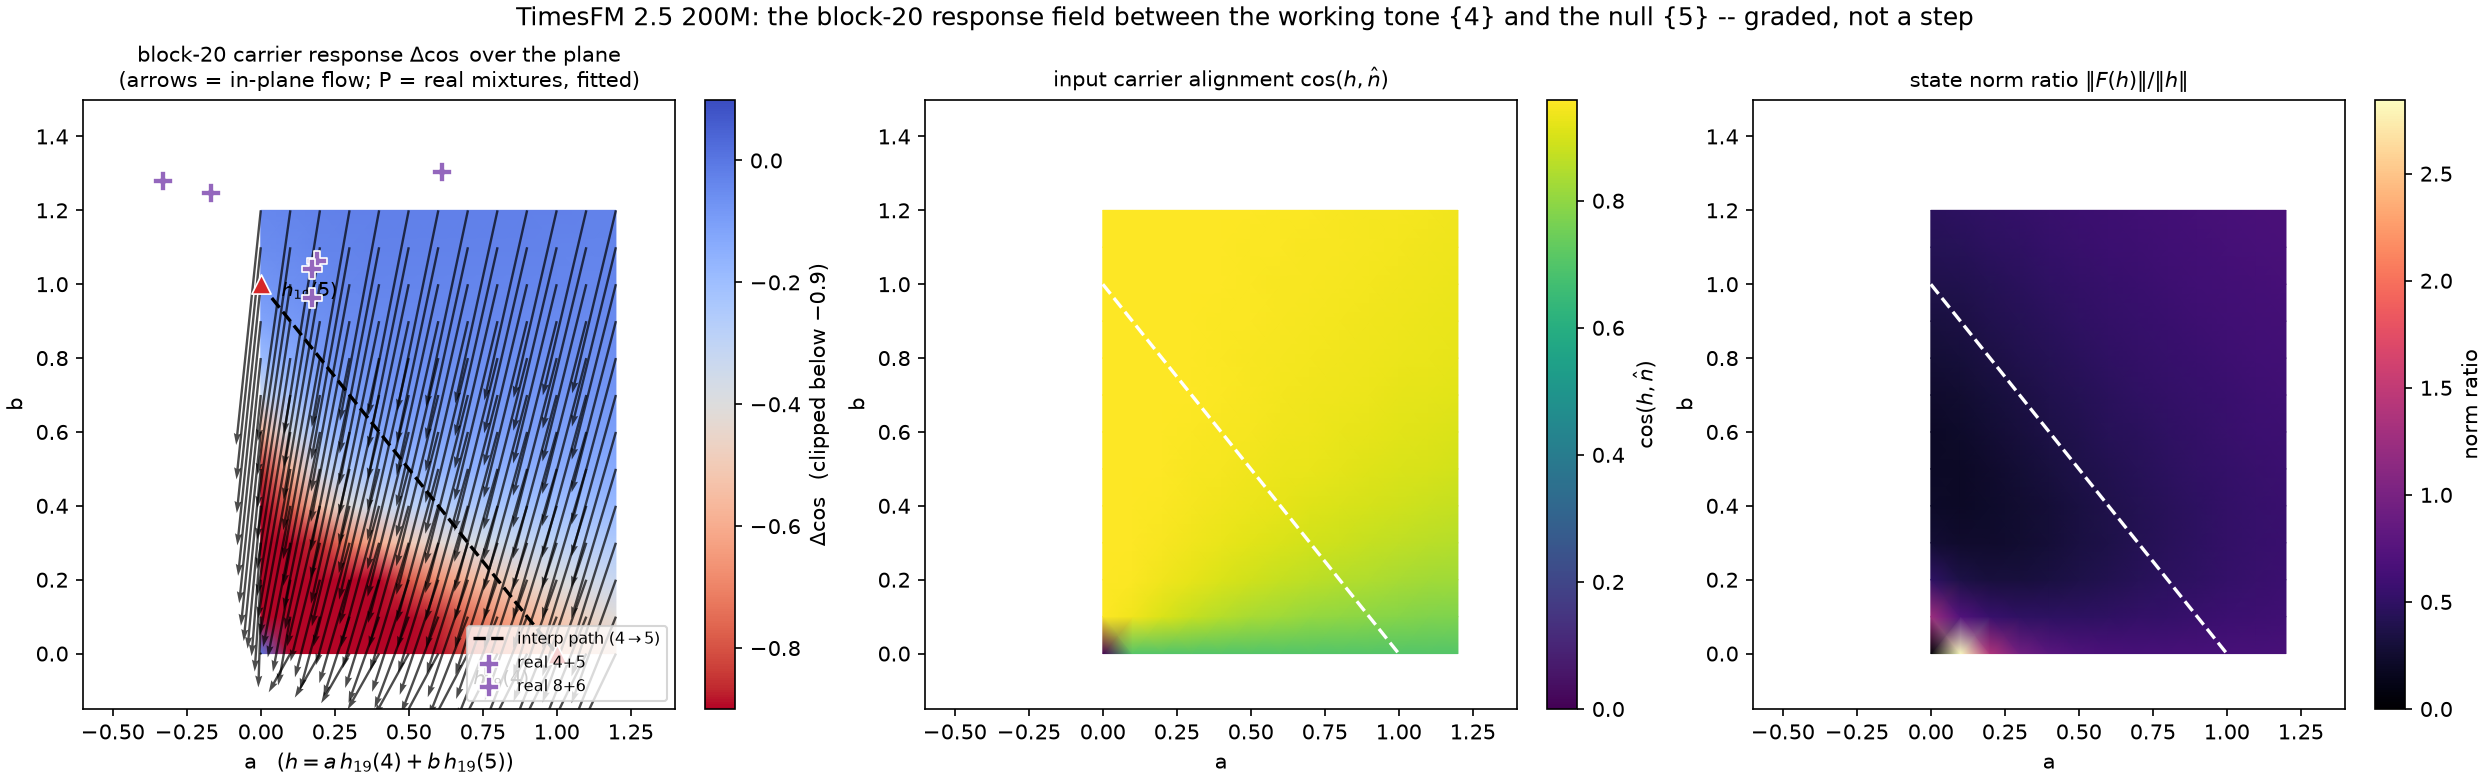 TimesFM 2.5 200M: the block-20 response field between the working tone {4} and the null {5} -- graded, not a step
block-20 carrier response Δcos over the plane
(arrows = in-plane flow; P = real mixtures, fitted)
1.4
1.2
1.0
0.8
0.6
0.4
0.2
0.0
b
h₁₉(5)
interp path (4→5)
real 4+5
real 8+6
−0.50 −0.25 0.00 0.25 0.50 0.75 1.00 1.25
a (h = a h₁₉(4) + b h₁₉(5))
0.0
−0.2
−0.4
−0.6
−0.8
Δcos (clipped below −0.9)
input carrier alignment cos(h, n̂)
1.4
1.2
1.0
0.8
0.6
0.4
0.2
0.0
b
−0.50 −0.25 0.00 0.25 0.50 0.75 1.00 1.25
a
0.8
0.6
0.4
0.2
0.0
cos(h, n̂)
state norm ratio ‖F(h)‖/‖h‖
1.4
1.2
1.0
0.8
0.6
0.4
0.2
0.0
b
−0.50 −0.25 0.00 0.25 0.50 0.75 1.00 1.25
a
2.5
2.0
1.5
1.0
0.5
0.0
norm ratio